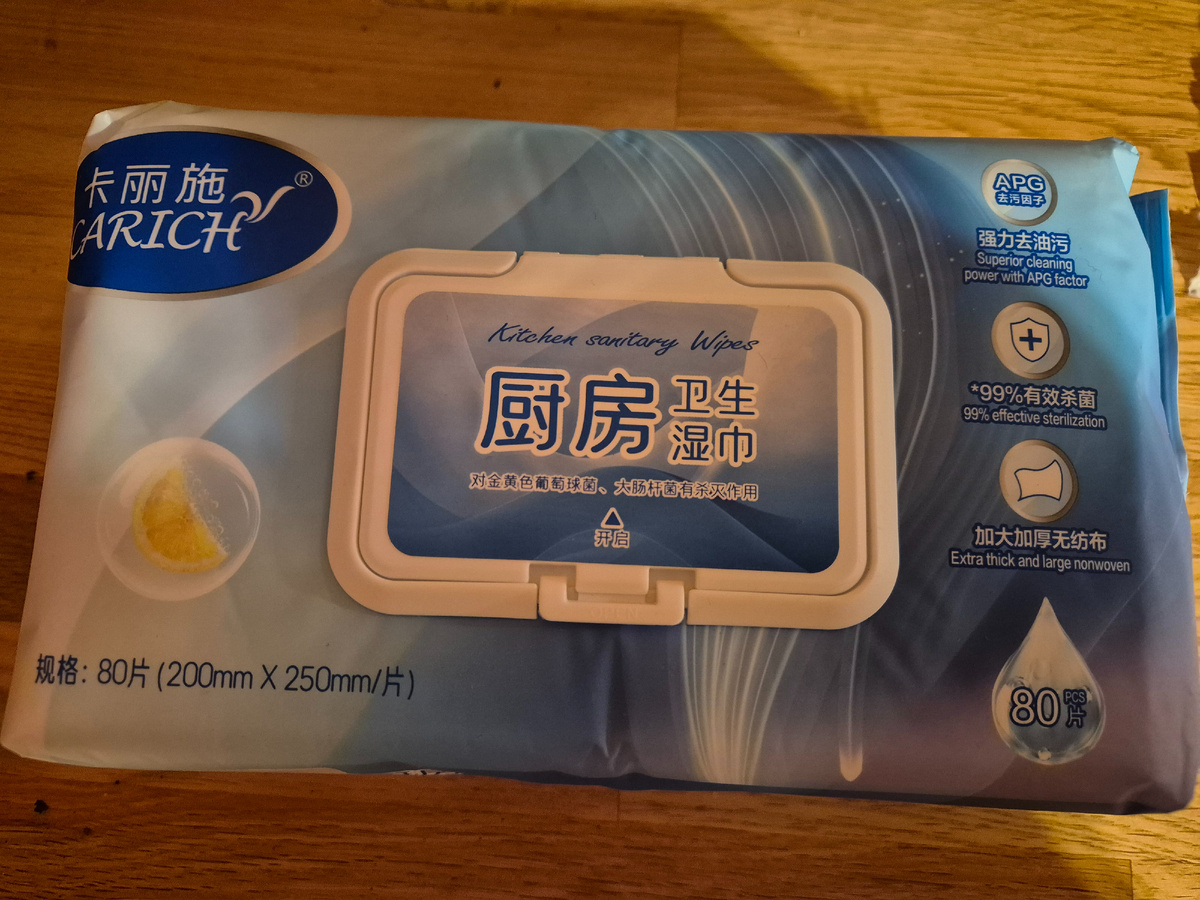 卡丽施®
CARICH
Kitchen sanitary Wipes
厨房卫生湿巾
对金黄色葡萄球菌、大肠杆菌有杀灭作用
开启
APG
去污因子
强力去油污
Superior cleaning
power with APG factor
*99%有效杀菌
99% effective sterilization
加大加厚无纺布
Extra thick and large nonwoven
规格：80片(200mm X 250mm/片)
80 PCS
片